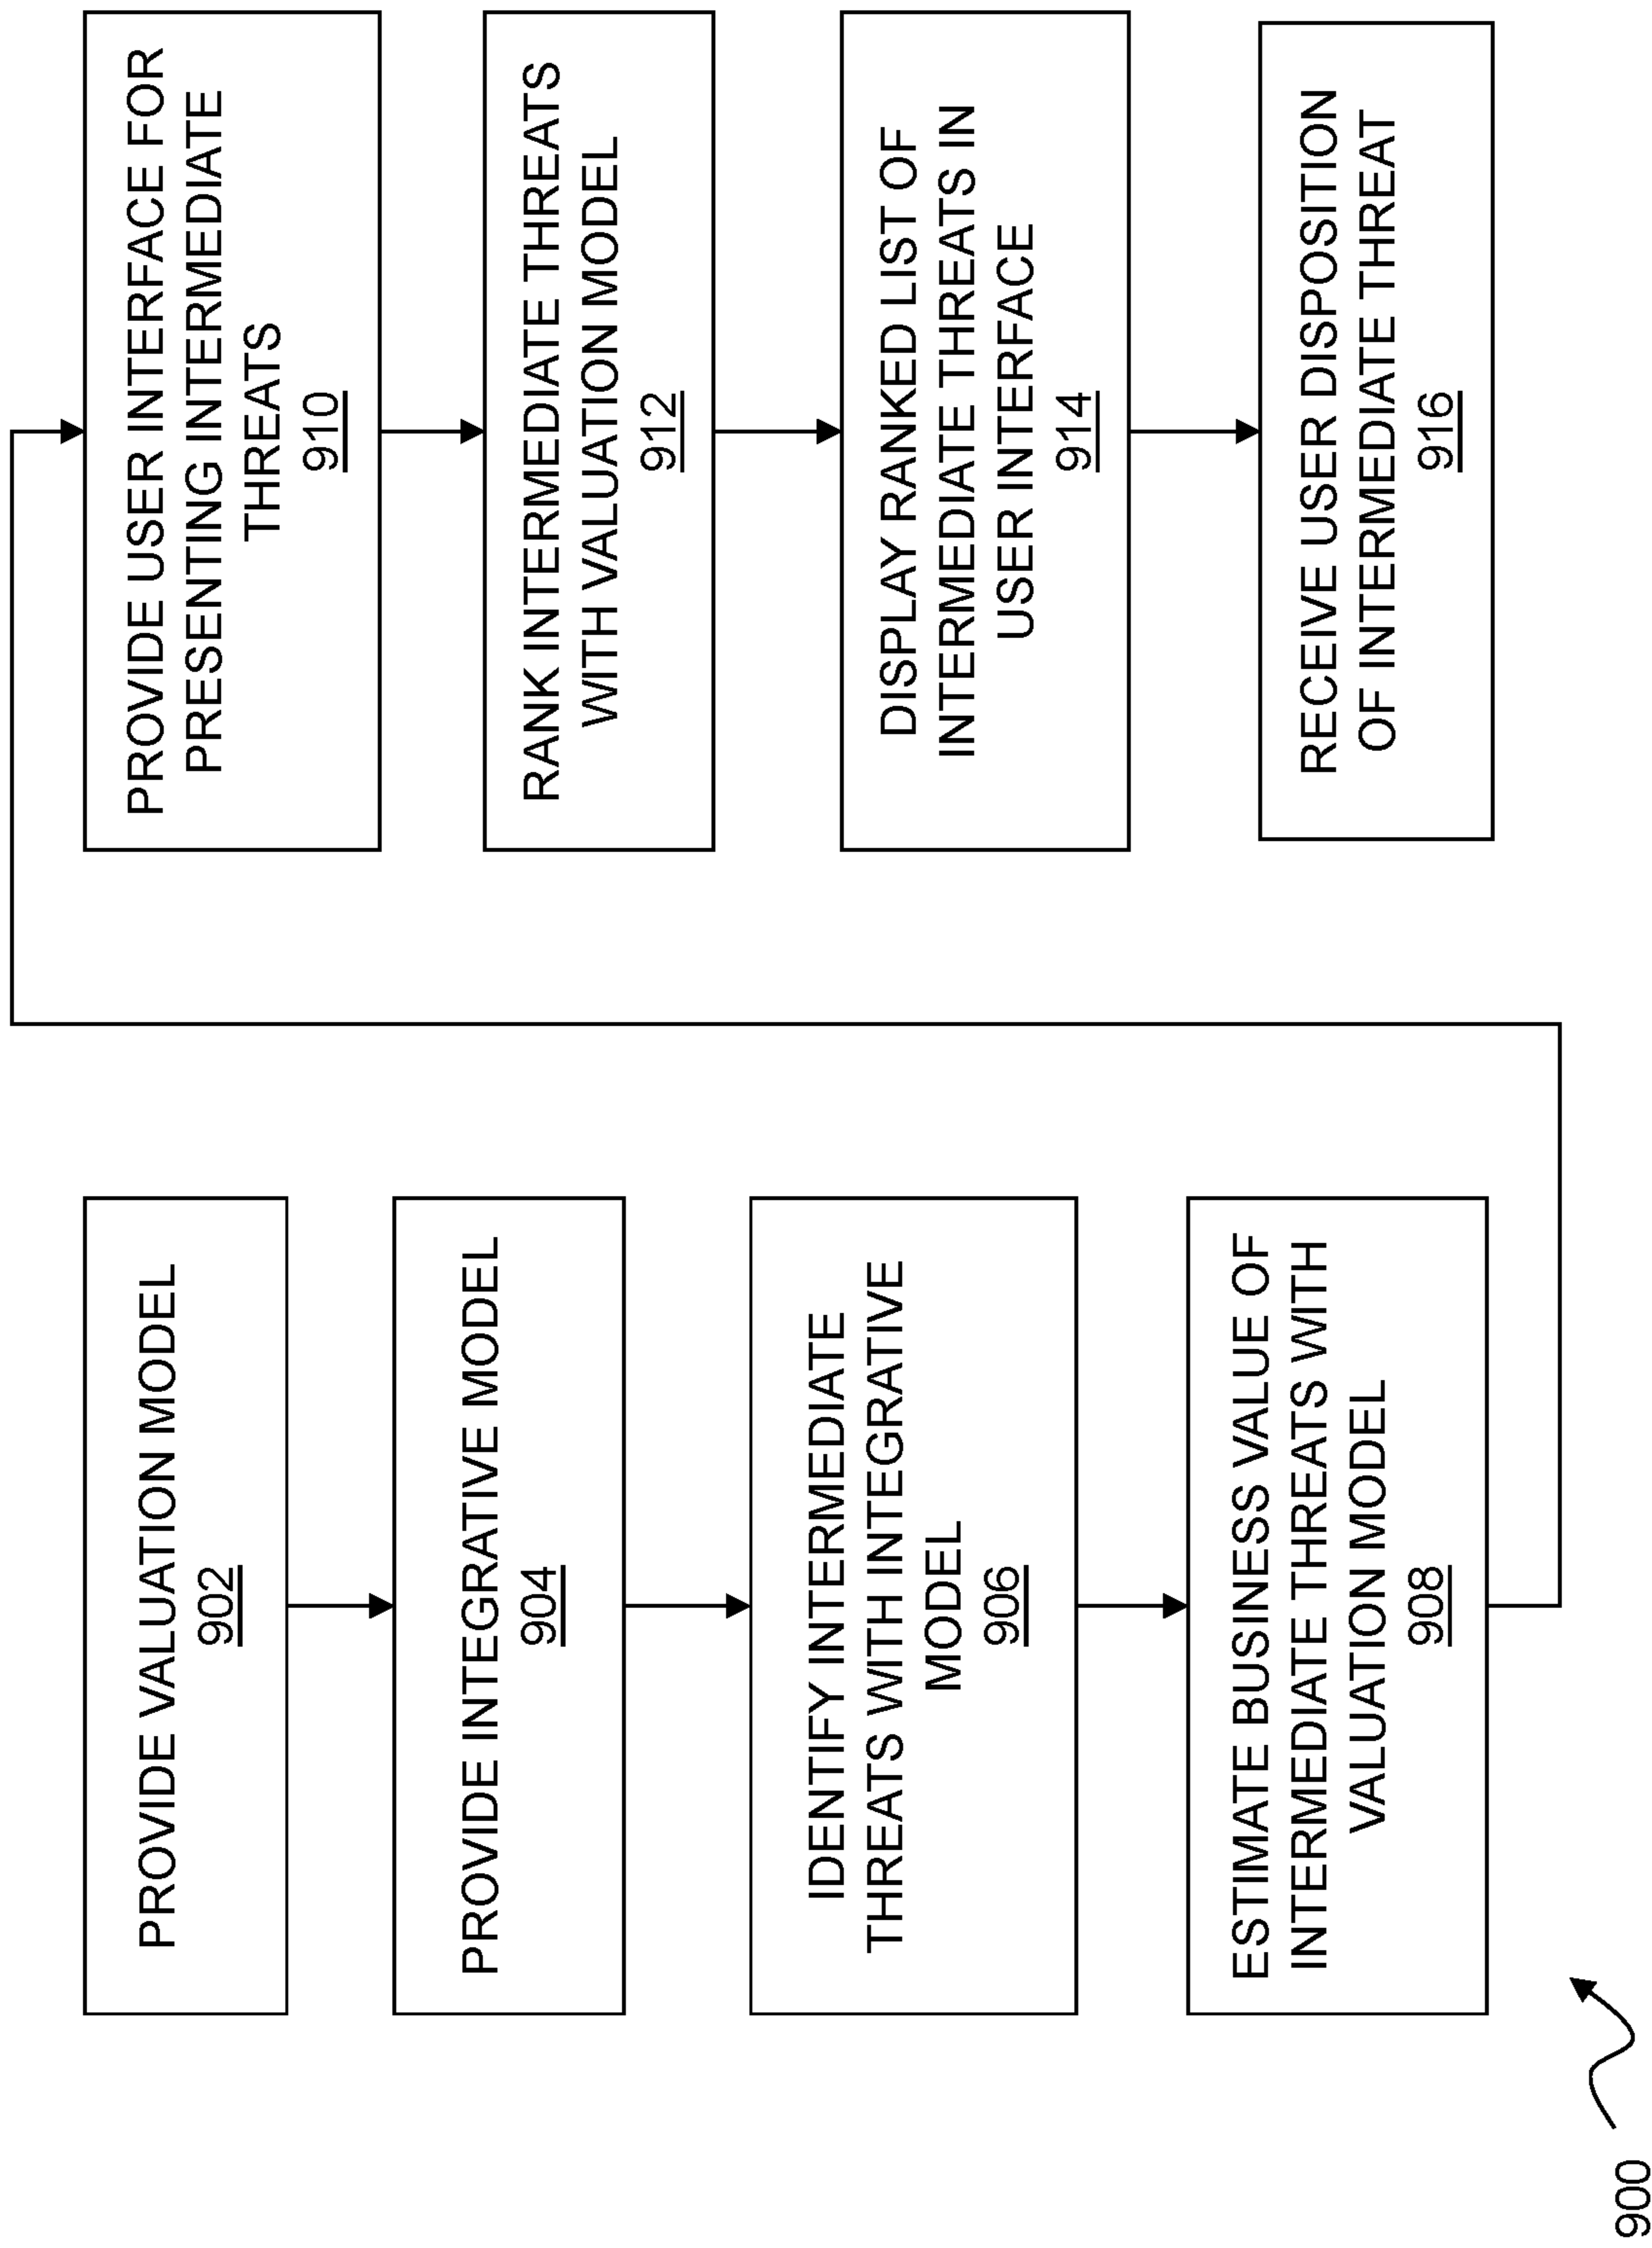 PROVIDE VALUATION MODEL
902
PROVIDE INTEGRATIVE MODEL
904
IDENTIFY INTERMEDIATE
THREATS WITH INTEGRATIVE
MODEL
906
ESTIMATE BUSINESS VALUE OF
INTERMEDIATE THREATS WITH
VALUATION MODEL
908
PROVIDE USER INTERFACE FOR
PRESENTING INTERMEDIATE
THREATS
910
RANK INTERMEDIATE THREATS
WITH VALUATION MODEL
912
DISPLAY RANKED LIST OF
INTERMEDIATE THREATS IN
USER INTERFACE
914
RECEIVE USER DISPOSITION
OF INTERMEDIATE THREAT
916
900